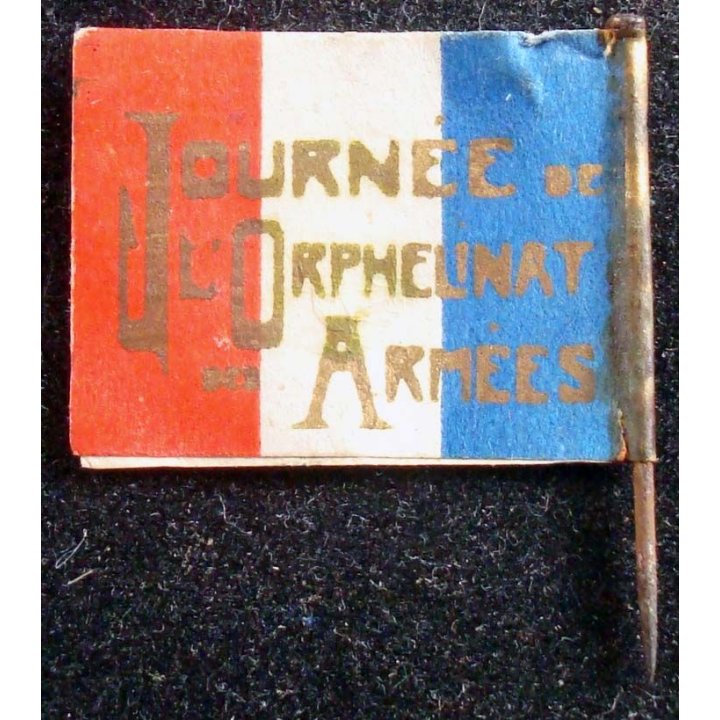 JOURNÉE DE
L'ORPHELINAT
DES ARMÉES